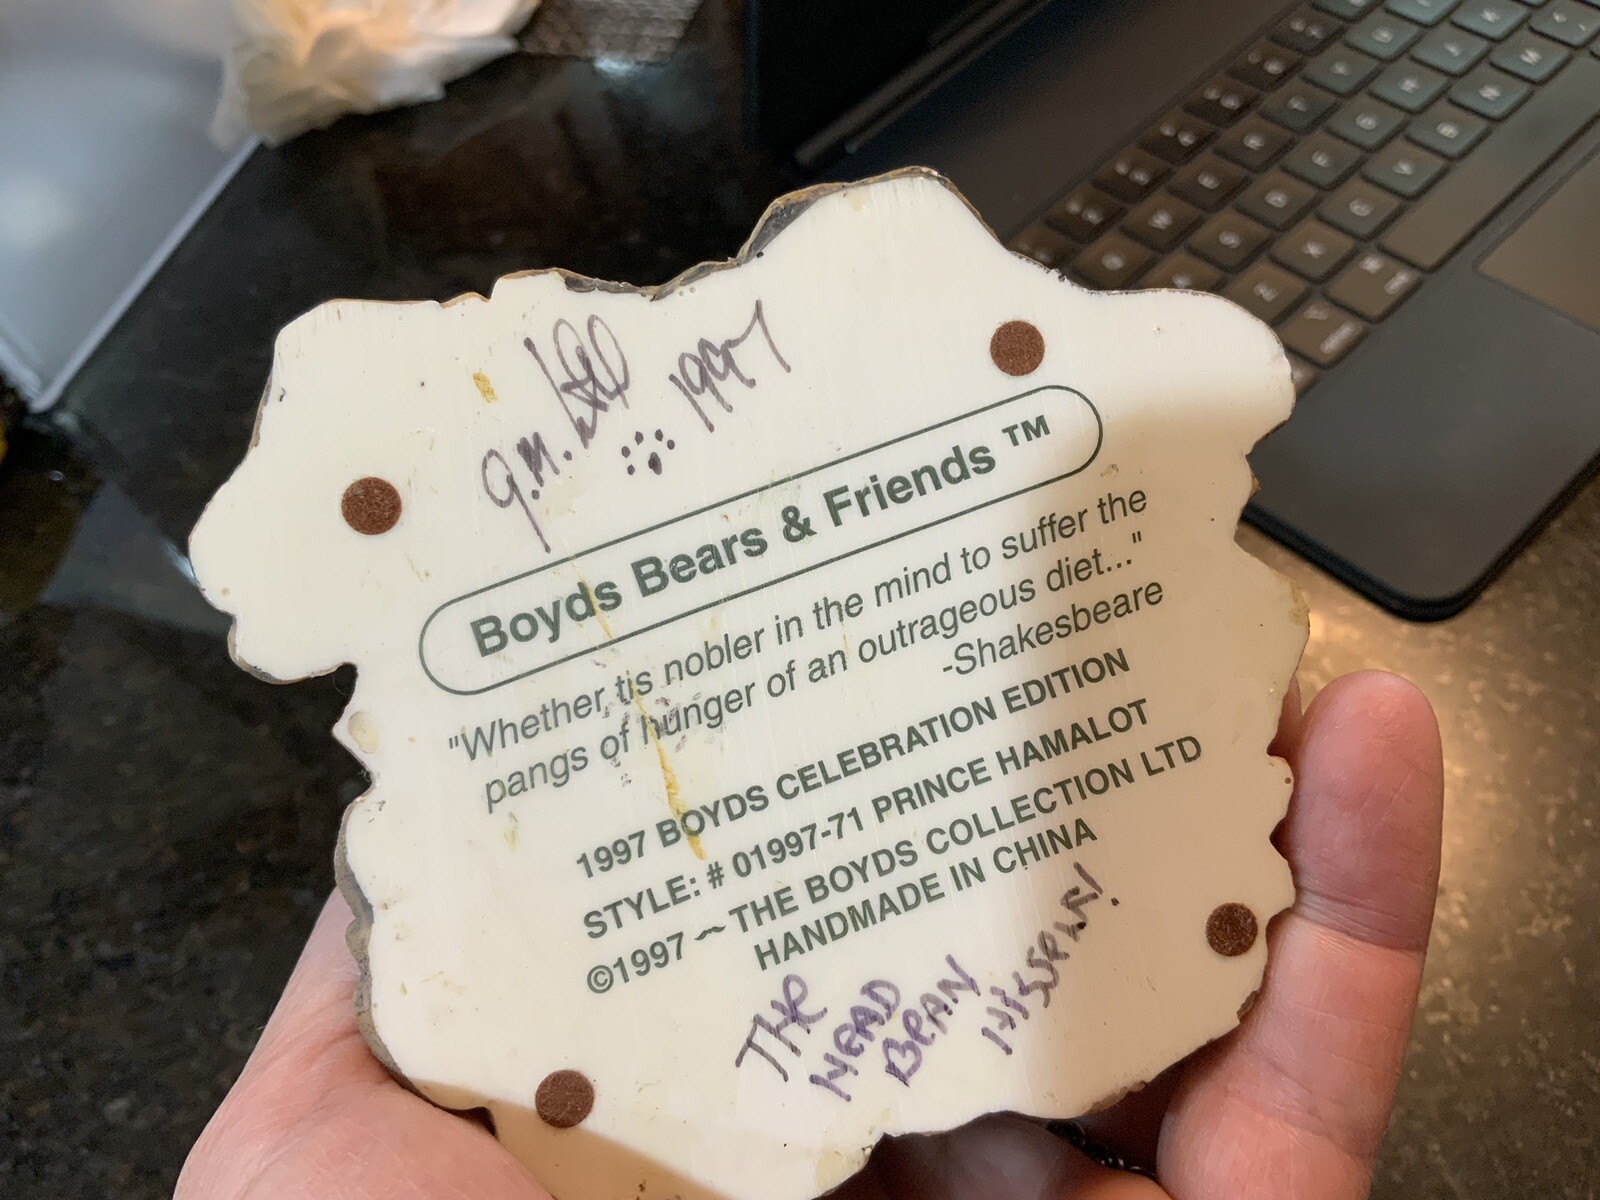 G.M. 1997
Boyds Bears & Friends ™
"Whether, tis nobler in the mind to suffer the
pangs of hunger of an outrageous diet..."
-Shakesbeare
1997 BOYDS CELEBRATION EDITION
STYLE: # 01997-71 PRINCE HAMALOT
©1997 ~ THE BOYDS COLLECTION LTD
HANDMADE IN CHINA
THE
HEAD
BEAN
HISSELF!